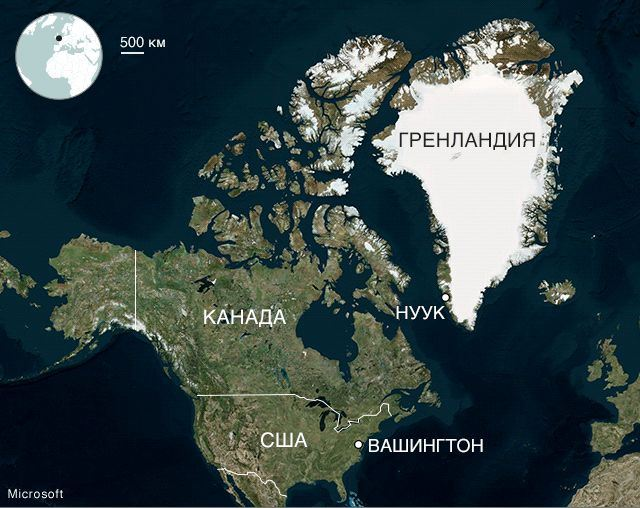 500 км
ГРЕНЛАНДИЯ
НУУК
КАНАДА
США
ВАШИНГТОН
Microsoft